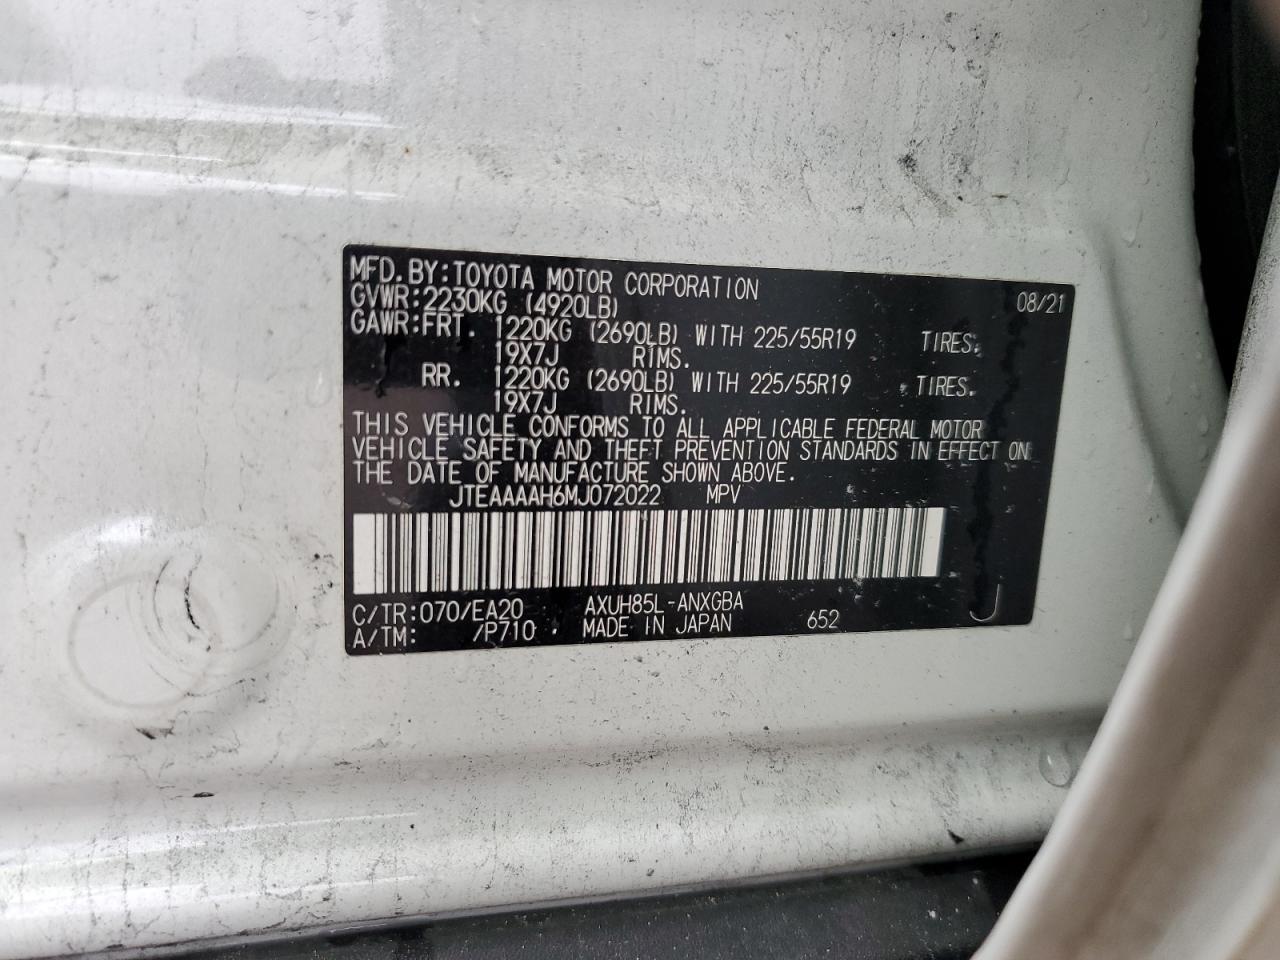 MFD.BY:TOYOTA MOTOR CORPORATION 08/21
GVWR:2230KG (4920LB)
GAWR:FRT. 1220KG (2690LB) WITH 225/55R19 TIRES,
19X7J RIMS.
RR. 1220KG (2690LB) WITH 225/55R19 TIRES.
19X7J RIMS.
THIS VEHICLE CONFORMS TO ALL APPLICABLE FEDERAL MOTOR
VEHICLE SAFETY AND THEFT PREVENTION STANDARDS IN EFFECT ON
THE DATE OF MANUFACTURE SHOWN ABOVE.
JTEAAAAH6MJ072022 MPV
C/TR:070/EA20 AXUH85L-ANXGBA J
A/TM: /P710 MADE IN JAPAN 652